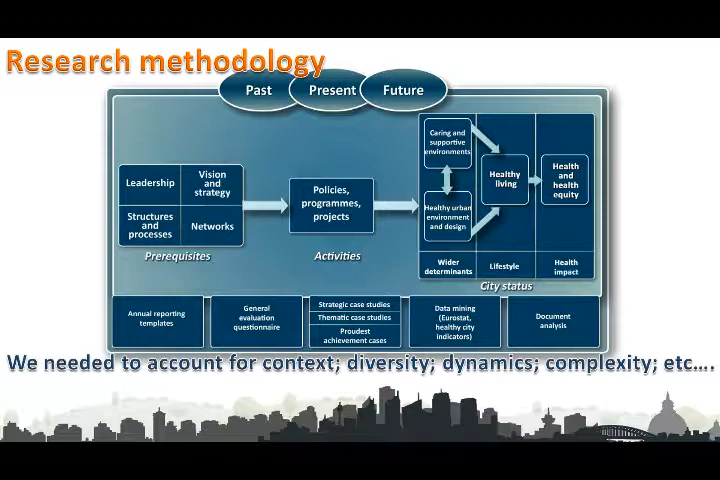 Research methodology
Past
Present
Future
Leadership
Vision
and
strategy
Structures
and
processes
Networks
Prerequisites
Policies,
programmes,
projects
Activities
Caring and
supportive
environments
Healthy urban
environment
and design
Healthy
living
Health
and
health
equity
Wider
determinants
Lifestyle
Health
impact
City status
Annual reporting
templates
General
evaluation
questionnaire
Strategic case studies
Thematic case studies
Proudest
achievement cases
Data mining
(Eurostat,
healthy city
indicators)
Document
analysis
We needed to account for context; diversity; dynamics; complexity; etc….